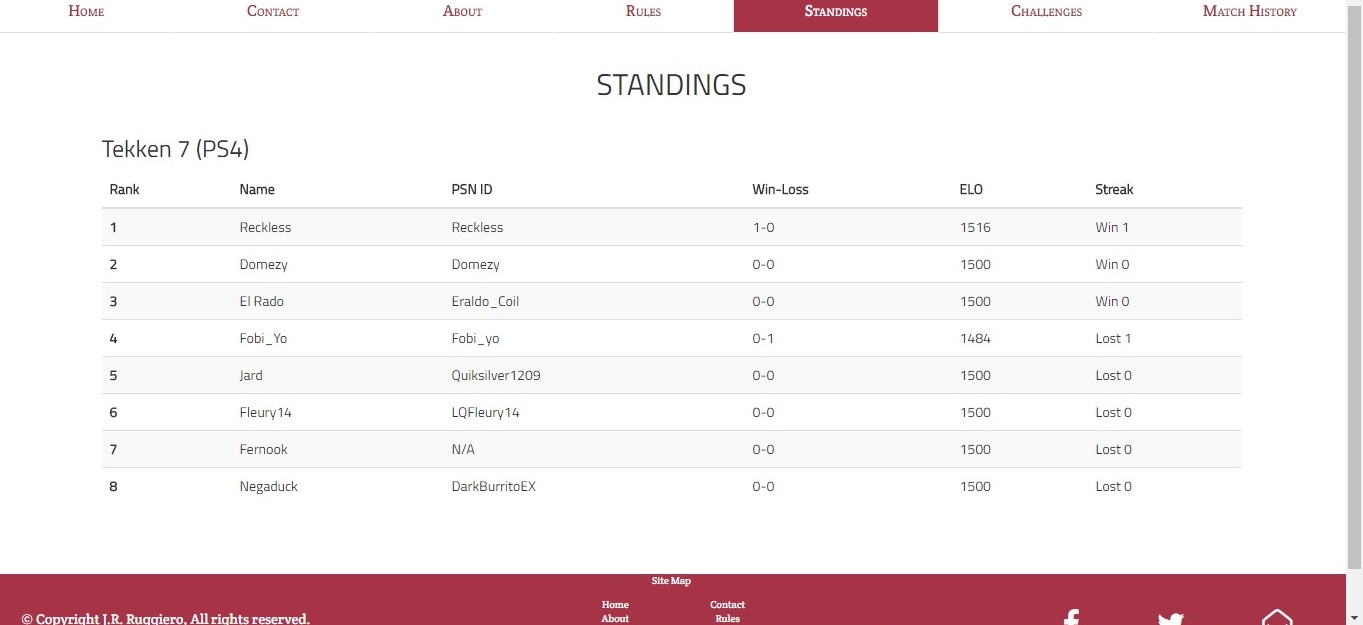 Home Contact About Rules Standings Challenges Match History
STANDINGS
Tekken 7 (PS4)
Rank Name PSN ID Win-Loss ELO Streak
1 Reckless Reckless 1-0 1516 Win 1
2 Domezy Domezy 0-0 1500 Win 0
3 El Rado Eraldo_Coil 0-0 1500 Win 0
4 Fobi_Yo Fobi_yo 0-1 1484 Lost 1
5 Jard Quiksilver1209 0-0 1500 Lost 0
6 Fleury14 LQFleury14 0-0 1500 Lost 0
7 Fernook N/A 0-0 1500 Lost 0
8 Negaduck DarkBurritoEX 0-0 1500 Lost 0
Site Map
Home Contact
About Rules
© Copyright J.R. Ruggiero, All rights reserved.